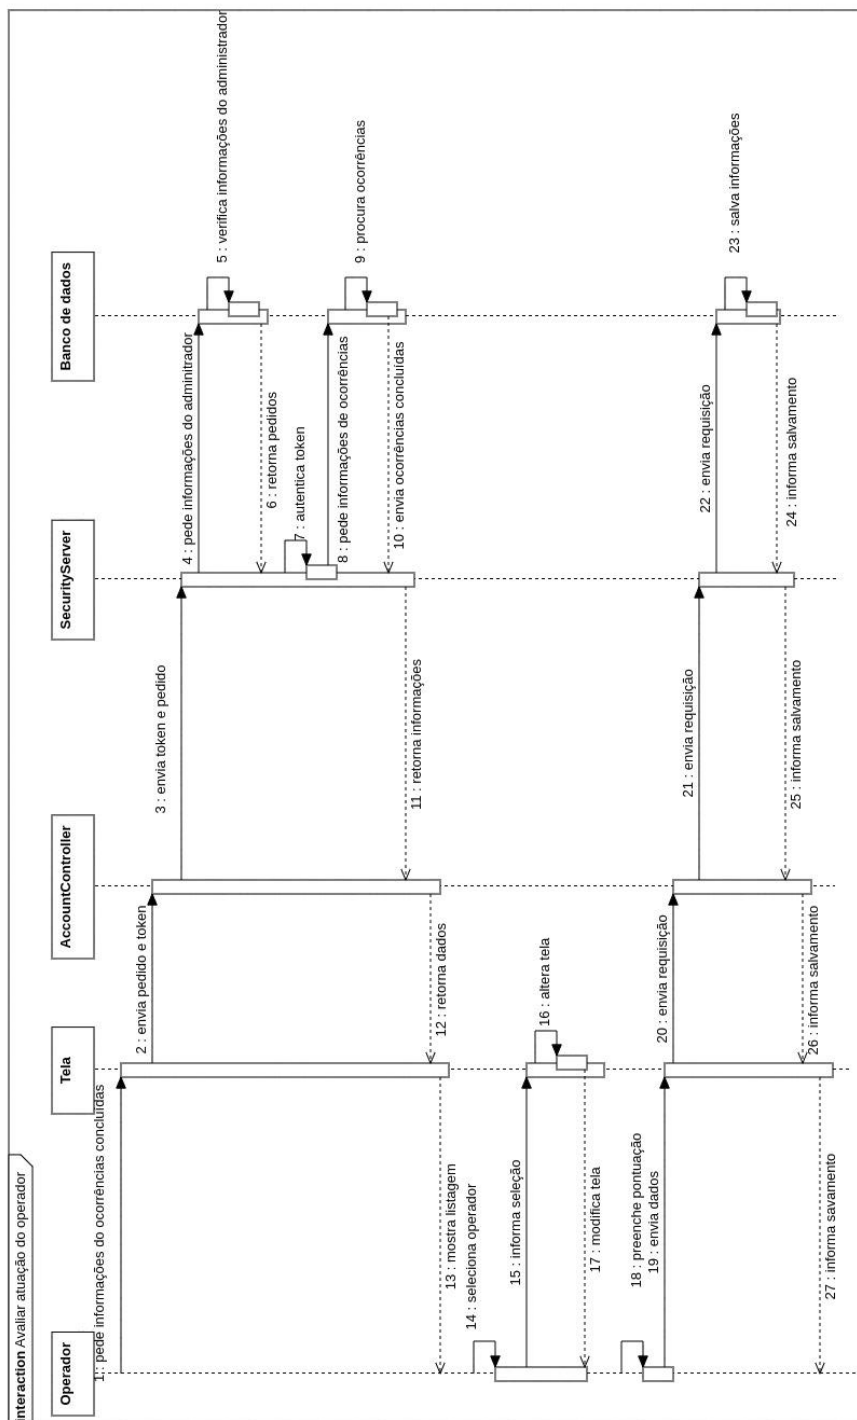 interaction Avaliar atuação do operador
Operador
Tela
AccountController
SecurityServer
Banco de dados
1 : pede informações do ocorrências concluídas
2 : envia pedido e token
3 : envia token e pedido
4 : pede informações do adminitrador
5 : verifica informações do administrador
6 : retorna pedidos
7 : autentica token
8 : pede informações de ocorrências
9 : procura ocorrências
10 : envia ocorrências concluídas
11 : retorna informações
12 : retorna dados
13 : mostra listagem
14 : seleciona operador
15 : informa seleção
16 : altera tela
17 : modifica tela
18 : preenche pontuação
19 : envia dados
20 : envia requisição
21 : envia requisição
22 : envia requisição
23 : salva informações
24 : informa salvamento
25 : informa salvamento
26 : informa salvamento
27 : informa savamento